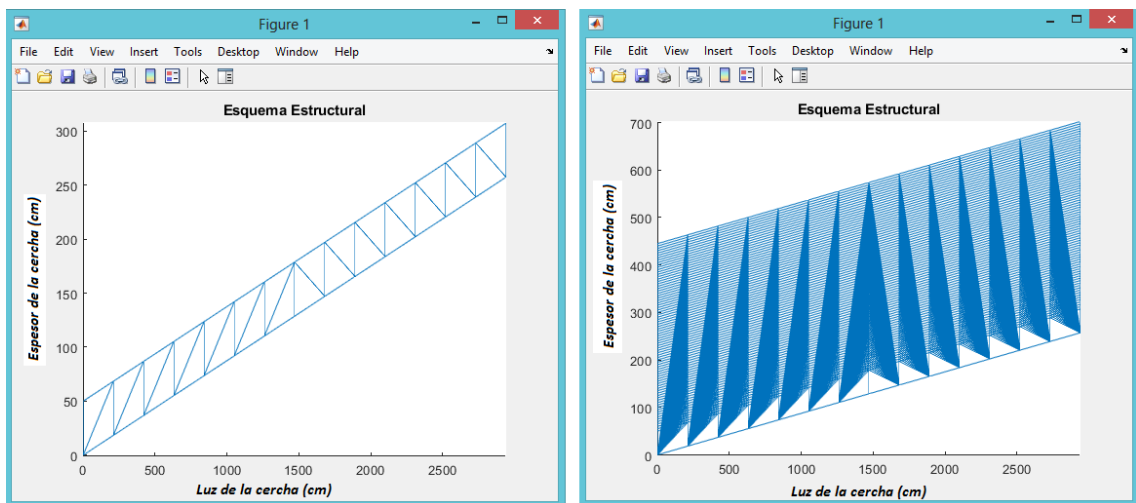 Figure 1
File Edit View Insert Tools Desktop Window Help
Esquema Estructural
300
250
200
150
100
50
0
Espesor de la cercha (cm)
0 500 1000 1500 2000 2500
Luz de la cercha (cm)
Figure 1
File Edit View Insert Tools Desktop Window Help
Esquema Estructural
700
600
500
400
300
200
100
0
Espesor de la cercha (cm)
0 500 1000 1500 2000 2500
Luz de la cercha (cm)